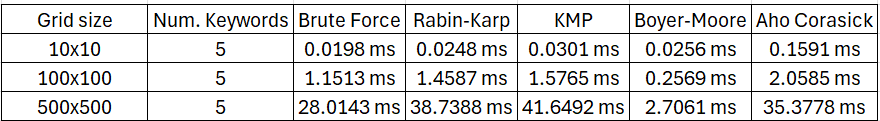 Grid size Num. Keywords Brute Force Rabin-Karp KMP Boyer-Moore Aho Corasick
10x10 5 0.0198 ms 0.0248 ms 0.0301 ms 0.0256 ms 0.1591 ms
100x100 5 1.1513 ms 1.4587 ms 1.5765 ms 0.2569 ms 2.0585 ms
500x500 5 28.0143 ms 38.7388 ms 41.6492 ms 2.7061 ms 35.3778 ms